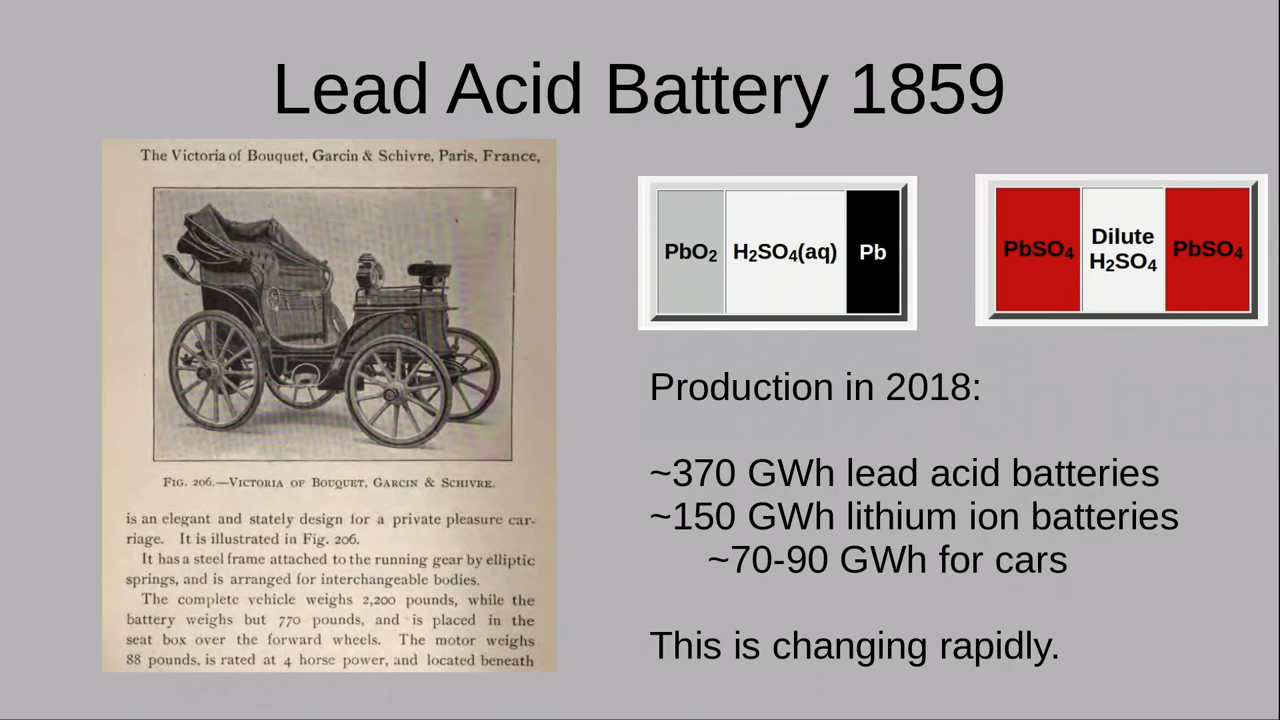 Lead Acid Battery 1859
The Victoria of Bouquet, Garcin & Schivre, Paris, France,
FIG. 206.—VICTORIA OF BOUQUET, GARCIN & SCHIVRE.
is an elegant and stately design for a private pleasure car-
riage. It is illustrated in Fig. 206.
It has a steel frame attached to the running gear by elliptic
springs, and is arranged for interchangeable bodies.
The complete vehicle weighs 2,200 pounds, while the
battery weighs but 770 pounds, and is placed in the
seat box over the forward wheels. The motor weighs
88 pounds, is rated at 4 horse power, and located beneath
PbO₂ H₂SO₄(aq) Pb
PbSO₄ Dilute H₂SO₄ PbSO₄
Production in 2018:
~370 GWh lead acid batteries
~150 GWh lithium ion batteries
~70-90 GWh for cars
This is changing rapidly.